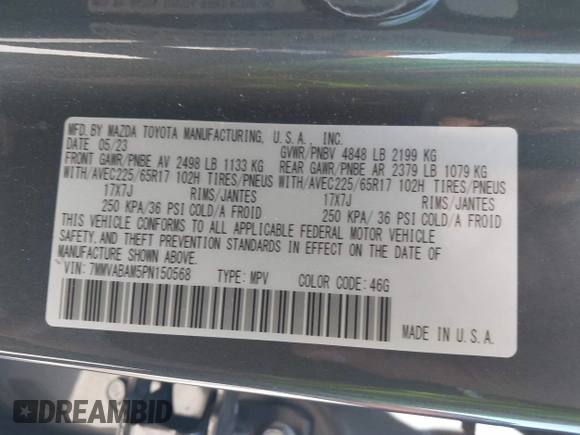 MFD.BY MAZDA TOYOTA MANUFACTURING, U.S.A., INC.
DATE 05/23 GVWR/PNBV 4848 LB 2199 KG
FRONT GAWR/PNBE AV 2498 LB 1133 KG REAR GAWR/PNBE AR 2379 LB 1079 KG
WITH/AVEC225/65R17 102H TIRES/PNEUS WITH/AVEC225/65R17 102H TIRES/PNEUS
17X7J RIMS/JANTES 17X7J RIMS/JANTES
250 KPA/36 PSI COLD/A FROID 250 KPA/ 36 PSI COLD/A FROID
THIS VEHICLE CONFORMS TO ALL APPLICABLE FEDERAL MOTOR VEHICLE
SAFETY,AND THEFT PREVENTION STANDARDS IN EFFECT ON THE DATE OF
MANUFACTURE SHOWN ABOVE.
VIN: 7MMVABAM5PN150568 TYPE: MPV COLOR CODE: 46G
MADE IN U.S.A.
DREAMBID